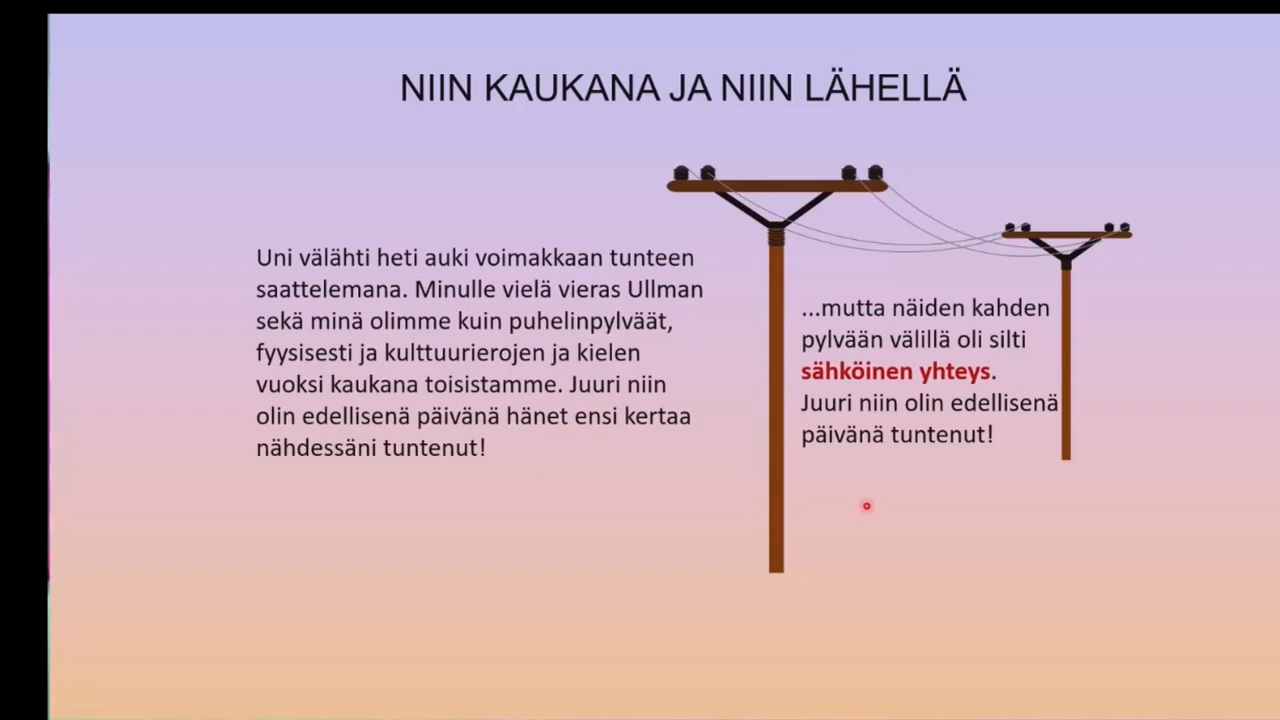 NIIN KAUKANA JA NIIN LÄHELLÄ
Uni välähti heti auki voimakkaan tunteen
saattelemana. Minulle vielä vieras Ullman
sekä minä olimme kuin puhelinpylväät,
fyysisesti ja kulttuurierojen ja kielen
vuoksi kaukana toisistamme. Juuri niin
olin edellisenä päivänä hänet ensi kertaa
nähdessäni tuntenut!
...mutta näiden kahden
pylvään välillä oli silti
sähköinen yhteys.
Juuri niin olin edellisenä
päivänä tuntenut!